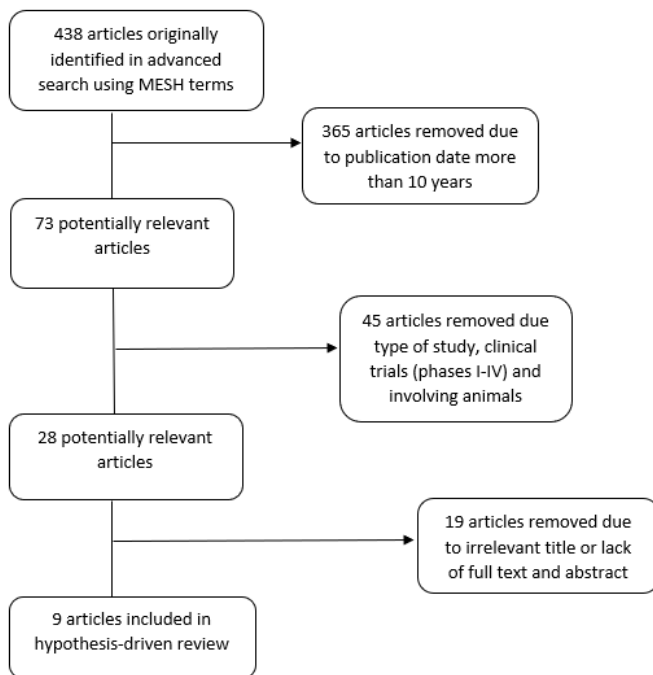 438 articles originally
identified in advanced
search using MESH terms
365 articles removed due
to publication date more
than 10 years
73 potentially relevant
articles
45 articles removed due
type of study, clinical
trials (phases I-IV) and
involving animals
28 potentially relevant
articles
19 articles removed due
to irrelevant title or lack
of full text and abstract
9 articles included in
hypothesis-driven review